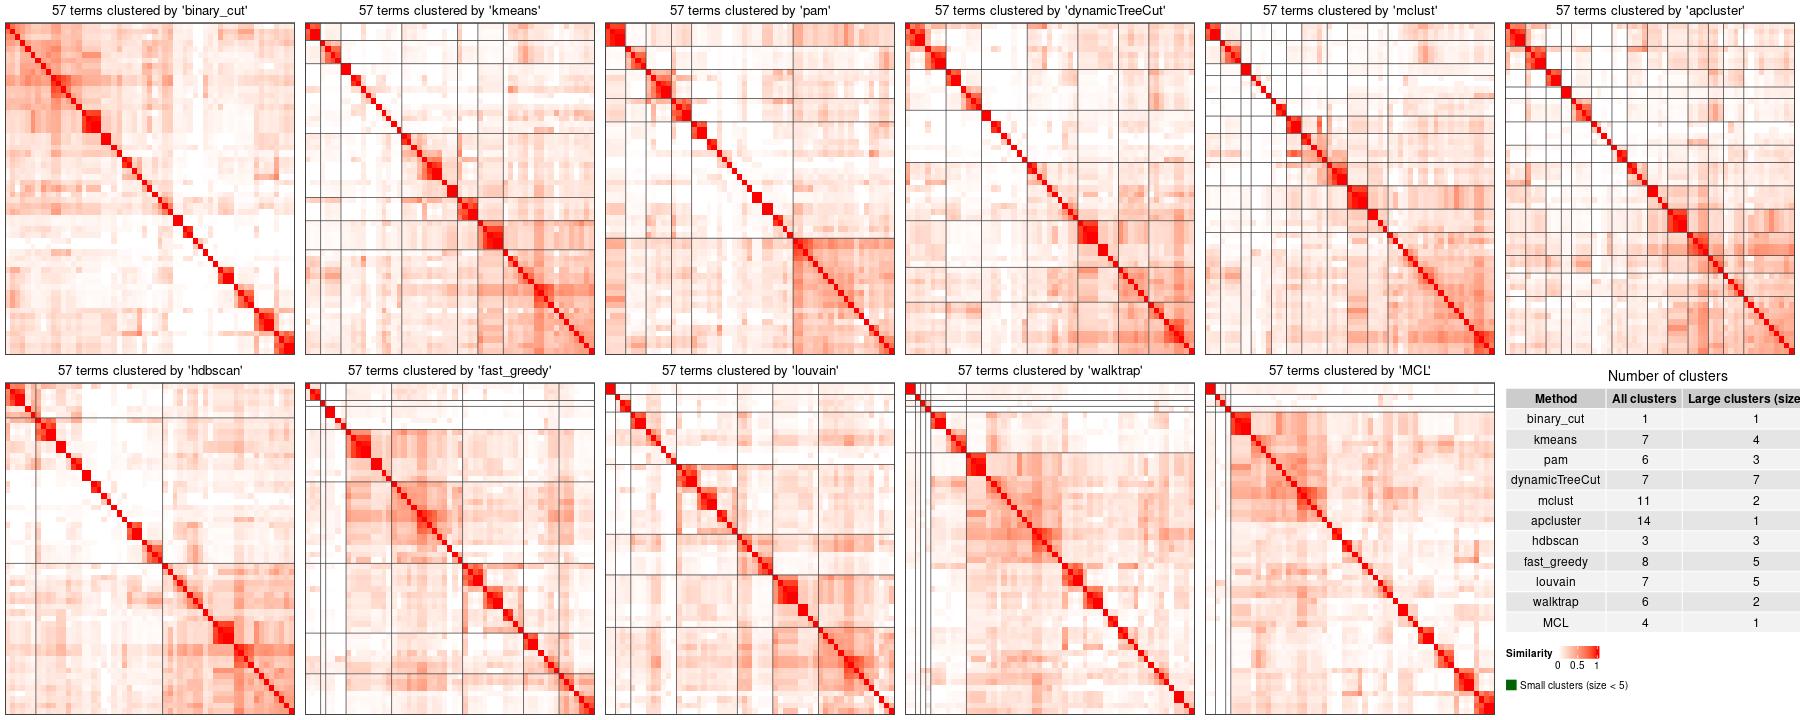 57 terms clustered by 'binary_cut'
57 terms clustered by 'kmeans'
57 terms clustered by 'pam'
57 terms clustered by 'dynamicTreeCut'
57 terms clustered by 'mclust'
57 terms clustered by 'apcluster'
57 terms clustered by 'hdbscan'
57 terms clustered by 'fast_greedy'
57 terms clustered by 'louvain'
57 terms clustered by 'walktrap'
57 terms clustered by 'MCL'
Number of clusters
Method All clusters Large clusters (size
binary_cut 1 1
kmeans 7 4
pam 6 3
dynamicTreeCut 7 7
mclust 11 2
apcluster 14 1
hdbscan 3 3
fast_greedy 8 5
louvain 7 5
walktrap 6 2
MCL 4 1
Similarity
0 0.5 1
Small clusters (size < 5)